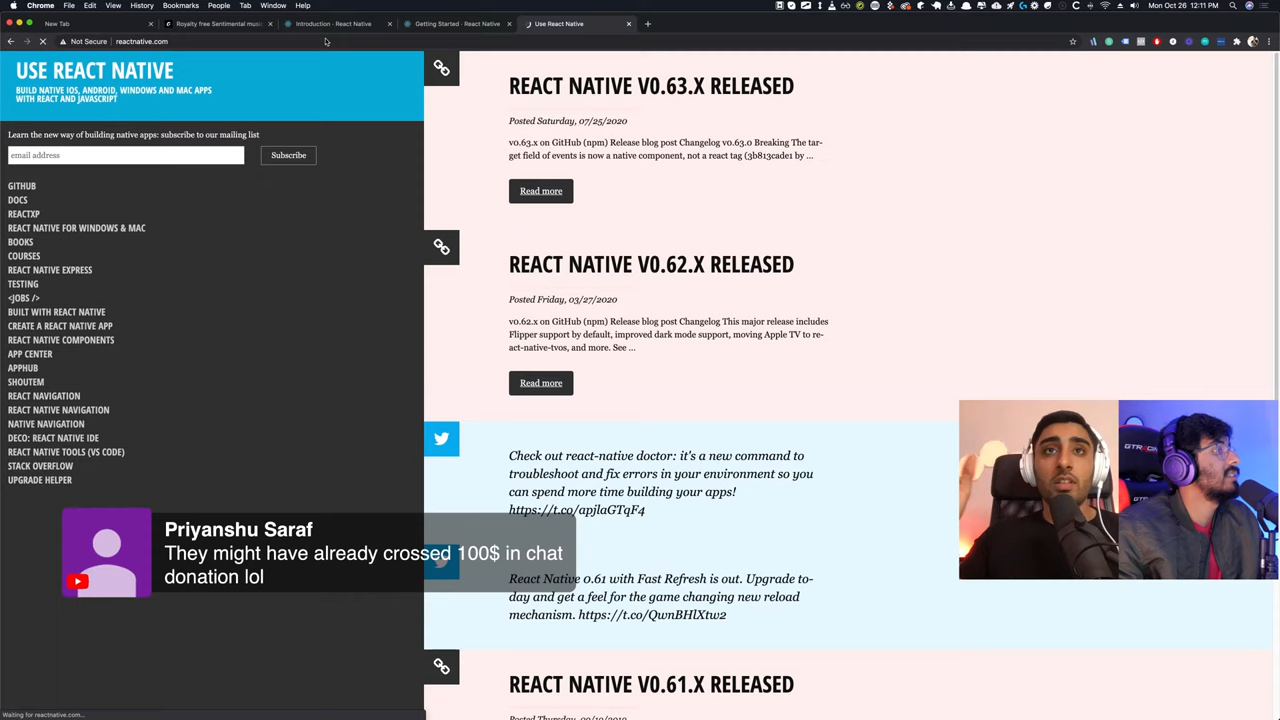 Chrome File Edit View History Bookmarks People Tab Window Help
Mon Oct 26 12:11 PM
New Tab
Royalty free Sentimental musi
Introduction · React Native
Getting Started · React Native
Use React Native
Not Secure | reactnative.com
USE REACT NATIVE
BUILD NATIVE IOS, ANDROID, WINDOWS AND MAC APPS
WITH REACT AND JAVASCRIPT
Learn the new way of building native apps: subscribe to our mailing list
email address
Subscribe
GITHUB
DOCS
REACTXP
REACT NATIVE FOR WINDOWS & MAC
BOOKS
COURSES
REACT NATIVE EXPRESS
TESTING
<JOBS />
BUILT WITH REACT NATIVE
CREATE A REACT NATIVE APP
REACT NATIVE COMPONENTS
APP CENTER
APPHUB
SHOUTEM
REACT NAVIGATION
REACT NATIVE NAVIGATION
NATIVE NAVIGATION
DECO: REACT NATIVE IDE
REACT NATIVE TOOLS (VS CODE)
STACK OVERFLOW
UPGRADE HELPER
REACT NATIVE V0.63.X RELEASED
Posted Saturday, 07/25/2020
v0.63.x on GitHub (npm) Release blog post Changelog v0.63.0 Breaking The tar-
get field of events is now a native component, not a react tag (3b813cade1 by ...
Read more
REACT NATIVE V0.62.X RELEASED
Posted Friday, 03/27/2020
v0.62.x on GitHub (npm) Release blog post Changelog This major release includes
Flipper support by default, improved dark mode support, moving Apple TV to re-
act-native-tvos, and more. See ...
Read more
Check out react-native doctor: it's a new command to
troubleshoot and fix errors in your environment so you
can spend more time building your apps!
https://t.co/apjlaGTqF4
React Native 0.61 with Fast Refresh is out. Upgrade to-
day and get a feel for the game changing new reload
mechanism. https://t.co/QwnBHlXtw2
REACT NATIVE V0.61.X RELEASED
Priyanshu Saraf
They might have already crossed 100$ in chat
donation lol
GTRACING
Waiting for reactnative.com...